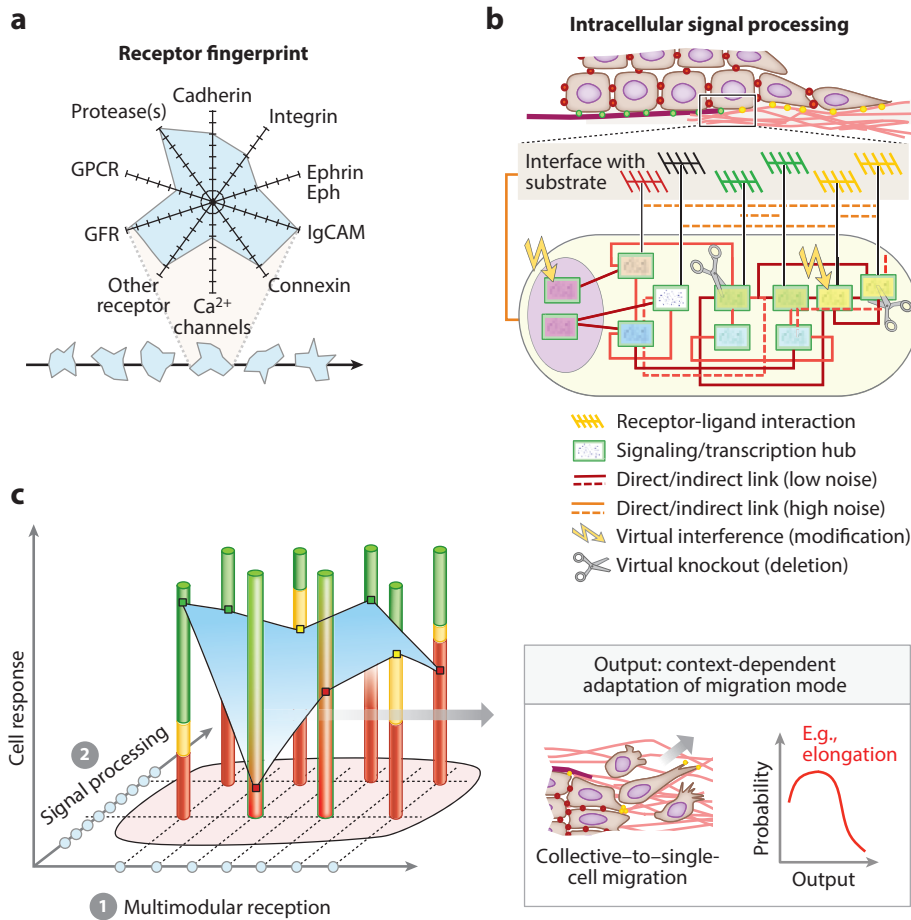 a
Receptor fingerprint
Cadherin
Protease(s)
Integrin
GPCR
Ephrin
Eph
GFR
IgCAM
Other
receptor
Connexin
Ca2+
channels
b
Intracellular signal processing
Interface with
substrate
Receptor-ligand interaction
Signaling/transcription hub
Direct/indirect link (low noise)
Direct/indirect link (high noise)
Virtual interference (modification)
Virtual knockout (deletion)
c
Cell response
2
Signal processing
1 Multimodular reception
Output: context-dependent
adaptation of migration mode
Collective–to–single-
cell migration
E.g.,
elongation
Probability
Output